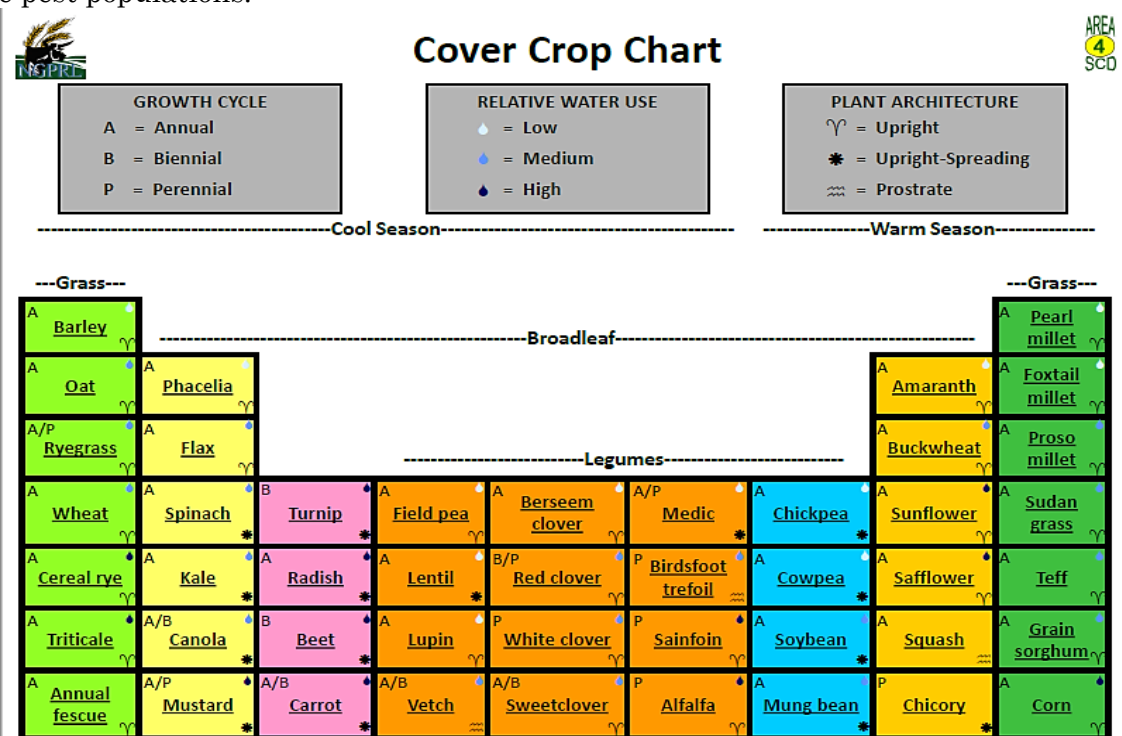 pest populations.
NGPRL
Cover Crop Chart
AREA
4
SCD
GROWTH CYCLE
A = Annual
B = Biennial
P = Perennial
RELATIVE WATER USE
= Low
= Medium
= High
PLANT ARCHITECTURE
= Upright
= Upright-Spreading
= Prostrate
---Cool Season---
---Warm Season---
---Grass---
---Grass---
A Barley
---Broadleaf---
A Pearl
millet
A Oat
A Phacelia
A Amaranth
A Foxtail
millet
A/P Ryegrass
A Flax
---Legumes---
A Buckwheat
A Proso
millet
A Wheat
A Spinach
B Turnip
A Field pea
A Berseem
clover
A/P Medic
A Chickpea
A Sunflower
A Sudan
grass
A Cereal rye
A Kale
A Radish
A Lentil
B/P Red clover
P Birdsfoot
trefoil
A Cowpea
A Safflower
A Teff
A Triticale
A/B Canola
B Beet
A Lupin
P White clover
P Sainfoin
A Soybean
A Squash
A Grain
sorghum
A Annual
fescue
A/P Mustard
A/B Carrot
A/B Vetch
A/B Sweetclover
P Alfalfa
A Mung bean
P Chicory
A Corn